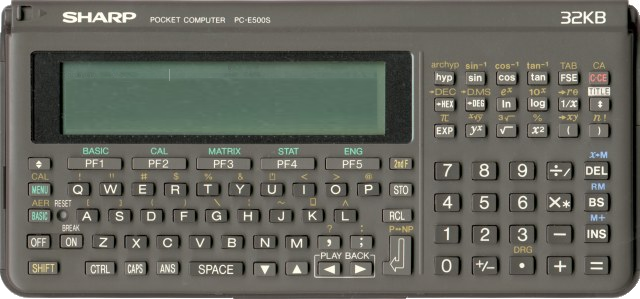 SHARP POCKET COMPUTER PC-E500S 32KB
archyp sin⁻¹ cos⁻¹ tan⁻¹ TAB CA
hyp sin cos tan FSE C·CE
→DEC →D.MS eˣ 10ˣ →rθ TITLE
→HEX →DEG ln log 1/x
π ³√ % →xy n!
EXP yˣ √ x² ( )
BASIC CAL MATRIX STAT ENG
PF1 PF2 PF3 PF4 PF5 2ndF
CAL ! " # $ % & < > @
MENU Q W E R T Y U I O P STO
AER RESET
BASIC A S D F G H J K L RCL
BREAK ? : P↔NP
OFF ON Z X C V B N M , ;
PLAY BACK
SHIFT CTRL CAPS ANS SPACE ▼ ▲ ◀ ▶
x→M
7 8 9 ÷/ DEL
RM
4 5 6 ×* BS
M+
1 2 3 − INS
DRG
0 +/− • + =